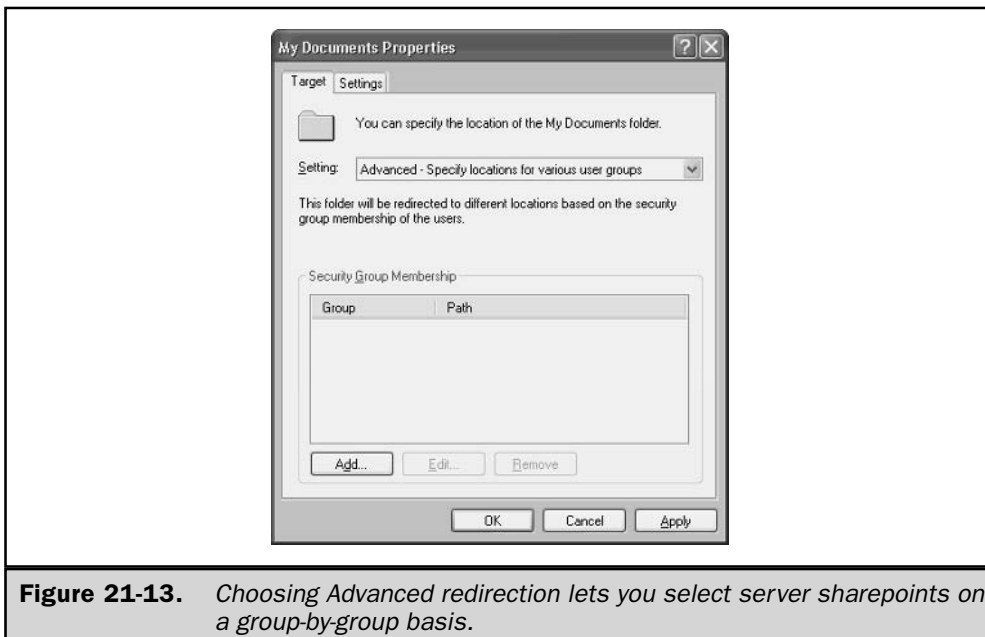 My Documents Properties
Target Settings
You can specify the location of the My Documents folder.
Setting: Advanced - Specify locations for various user groups
This folder will be redirected to different locations based on the security
group membership of the users.
Security Group Membership
Group Path
Add... Edit... Remove
OK Cancel Apply
Figure 21-13. Choosing Advanced redirection lets you select server sharepoints on
a group-by-group basis.